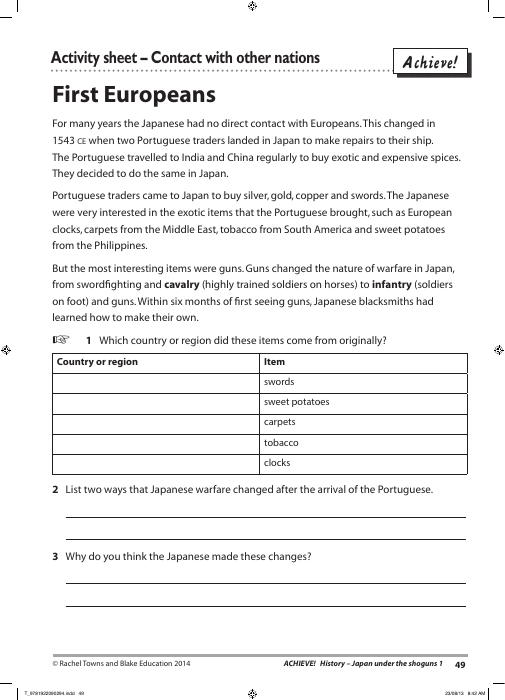 Activity sheet – Contact with other nations
Achieve!
First Europeans
For many years the Japanese had no direct contact with Europeans. This changed in
1543 CE when two Portuguese traders landed in Japan to make repairs to their ship.
The Portuguese travelled to India and China regularly to buy exotic and expensive spices.
They decided to do the same in Japan.
Portuguese traders came to Japan to buy silver, gold, copper and swords. The Japanese
were very interested in the exotic items that the Portuguese brought, such as European
clocks, carpets from the Middle East, tobacco from South America and sweet potatoes
from the Philippines.
But the most interesting items were guns. Guns changed the nature of warfare in Japan,
from swordfighting and cavalry (highly trained soldiers on horses) to infantry (soldiers
on foot) and guns. Within six months of first seeing guns, Japanese blacksmiths had
learned how to make their own.
1 Which country or region did these items come from originally?
Country or region Item
swords
sweet potatoes
carpets
tobacco
clocks
2 List two ways that Japanese warfare changed after the arrival of the Portuguese.
3 Why do you think the Japanese made these changes?
© Rachel Towns and Blake Education 2014 ACHIEVE! History – Japan under the shoguns 1 49
T_9781922090294.indd 49 23/08/13 8:42 AM